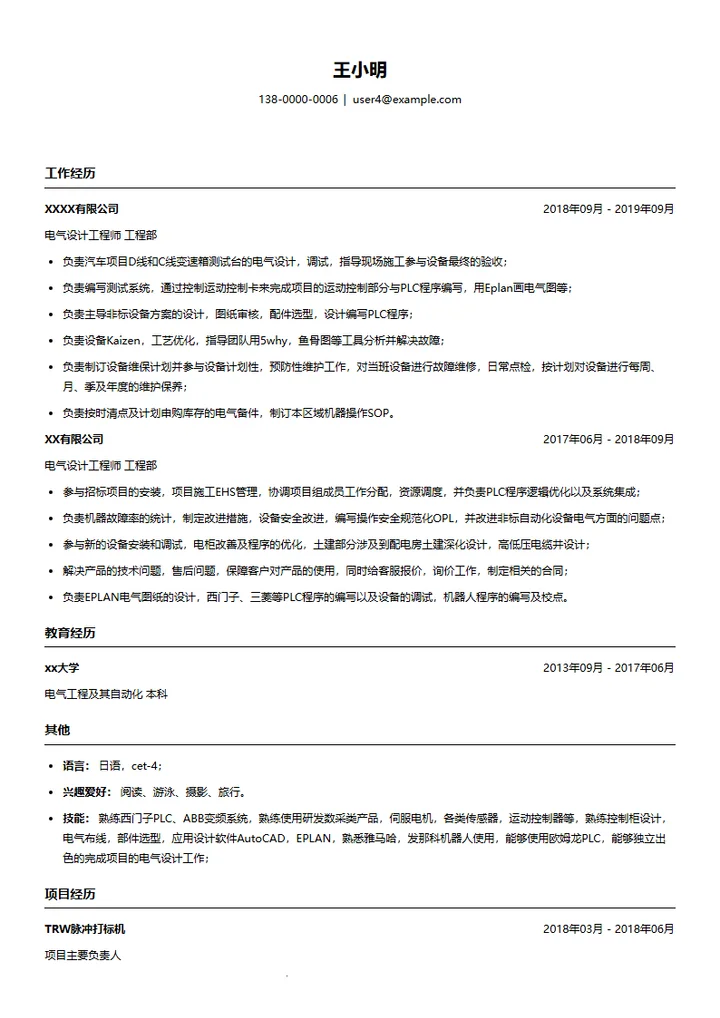 王小明
138-0000-0006 | user4@example.com
工作经历
XXXX有限公司 2018年09月 - 2019年09月
电气设计工程师 工程部
• 负责汽车项目D线和C线变速箱测试台的电气设计，调试，指导现场施工参与设备最终的验收；
• 负责编写测试系统，通过控制运动控制卡来完成项目的运动控制部分与PLC程序编写，用Eplan画电气图等；
• 负责主导非标设备方案的设计，图纸审核，配件选型，设计编写PLC程序；
• 负责设备Kaizen，工艺优化，指导团队用5why，鱼骨图等工具分析并解决故障；
• 负责制订设备维保计划并参与设备计划性，预防性维护工作，对当班设备进行故障维修，日常点检，按计划对设备进行每周、
月、季及年度的维护保养；
• 负责按时清点及计划申购库存的电气备件，制订本区域机器操作SOP。
XX有限公司 2017年06月 - 2018年09月
电气设计工程师 工程部
• 参与招标项目的安装，项目施工EHS管理，协调项目组成员工作分配，资源调度，并负责PLC程序逻辑优化以及系统集成；
• 负责机器故障率的统计，制定改进措施，设备安全改进，编写操作安全规范化OPL，并改进非标自动化设备电气方面的问题点；
• 参与新的设备安装和调试，电柜改善及程序的优化，土建部分涉及到配电房土建深化设计，高低压电缆井设计；
• 解决产品的技术问题，售后问题，保障客户对产品的使用，同时给客服报价，询价工作，制定相关的合同；
• 负责EPLAN电气图纸的设计，西门子、三菱等PLC程序的编写以及设备的调试，机器人程序的编写及校点。
教育经历
xx大学 2013年09月 - 2017年06月
电气工程及其自动化 本科
其他
• 语言： 日语，cet-4；
• 兴趣爱好： 阅读、游泳、摄影、旅行。
• 技能： 熟练西门子PLC、ABB变频系统，熟练使用研发数采类产品，伺服电机，各类传感器，运动控制器等，熟练控制柜设计，
电气布线，部件选型，应用设计软件AutoCAD，EPLAN，熟悉雅马哈，发那科机器人使用，能够使用欧姆龙PLC，能够独立出
色的完成项目的电气设计工作；
项目经历
TRW脉冲打标机 2018年03月 - 2018年06月
项目主要负责人